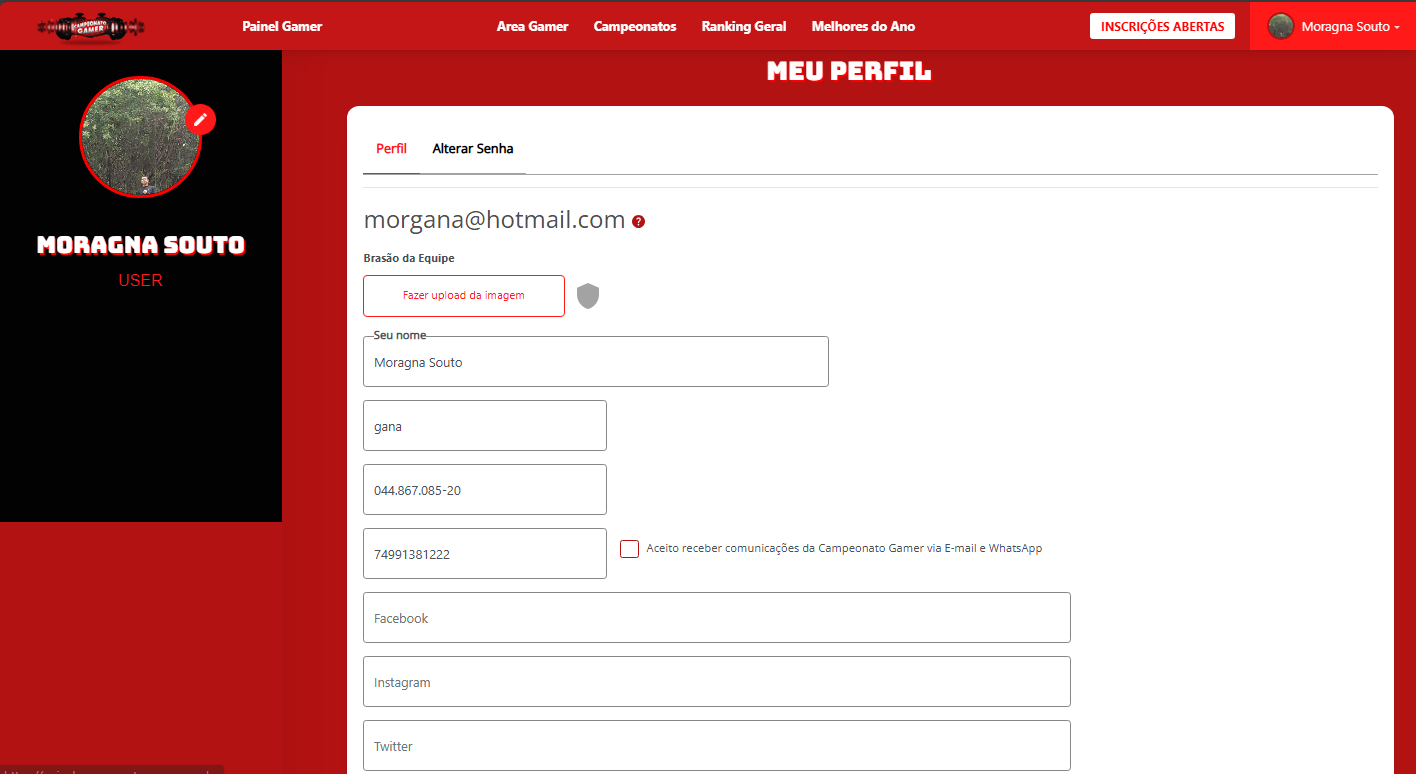 CAMPEONATO GAMER
Painel Gamer
Area Gamer
Campeonatos
Ranking Geral
Melhores do Ano
INSCRIÇÕES ABERTAS
Moragna Souto
MORAGNA SOUTO
USER
MEU PERFIL
Perfil
Alterar Senha
morgana@hotmail.com ?
Brasão da Equipe
Fazer upload da imagem
Seu nome
Moragna Souto
gana
044.867.085-20
74991381222
Aceito receber comunicações da Campeonato Gamer via E-mail e WhatsApp
Facebook
Instagram
Twitter